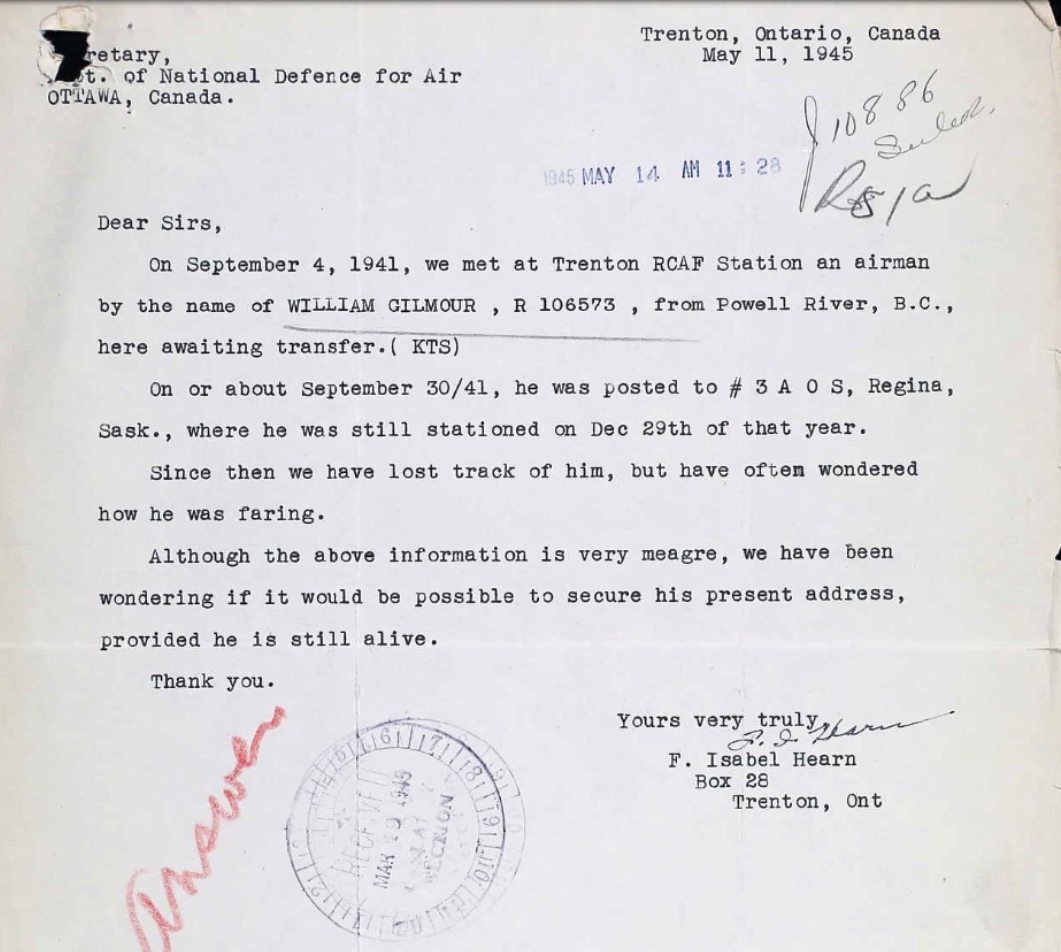 retary,
of National Defence for Air
OTTAWA, Canada.
Trenton, Ontario, Canada
May 11, 1945
J10886
1945 MAY 14 AM 11:28
Dear Sirs,
On September 4, 1941, we met at Trenton RCAF Station an airman
by the name of WILLIAM GILMOUR , R 106573 , from Powell River, B.C.,
here awaiting transfer.( KTS)
On or about September 30/41, he was posted to # 3 A O S, Regina,
Sask., where he was still stationed on Dec 29th of that year.
Since then we have lost track of him, but have often wondered
how he was faring.
Although the above information is very meagre, we have been
wondering if it would be possible to secure his present address,
provided he is still alive.
Thank you.
Yours very truly,
F. I. Hearn
F. Isabel Hearn
Box 28
Trenton, Ont
Answer
RECEIVED
1945
SECTION